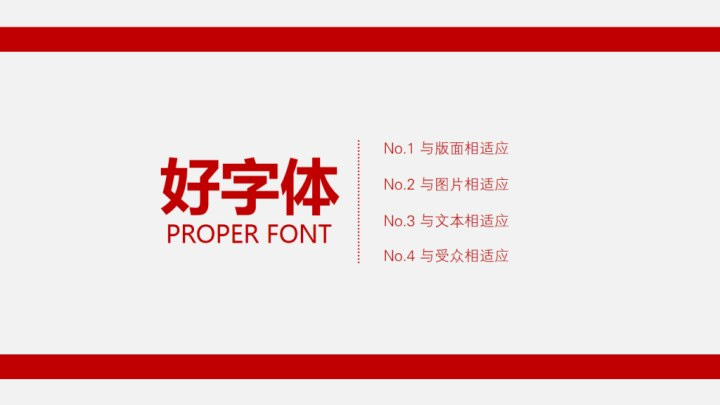 好字体
PROPER FONT
No.1 与版面相适应
No.2 与图片相适应
No.3 与文本相适应
No.4 与受众相适应